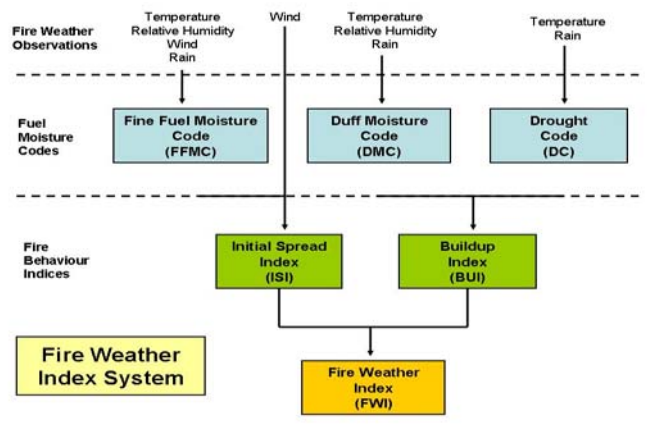 Fire Weather
Observations
Temperature
Relative Humidity
Wind
Rain
Wind
Temperature
Relative Humidity
Rain
Temperature
Rain
Fuel
Moisture
Codes
Fine Fuel Moisture
Code
(FFMC)
Duff Moisture
Code
(DMC)
Drought
Code
(DC)
Fire
Behaviour
Indices
Initial Spread
Index
(ISI)
Buildup
Index
(BUI)
Fire Weather
Index System
Fire Weather
Index
(FWI)